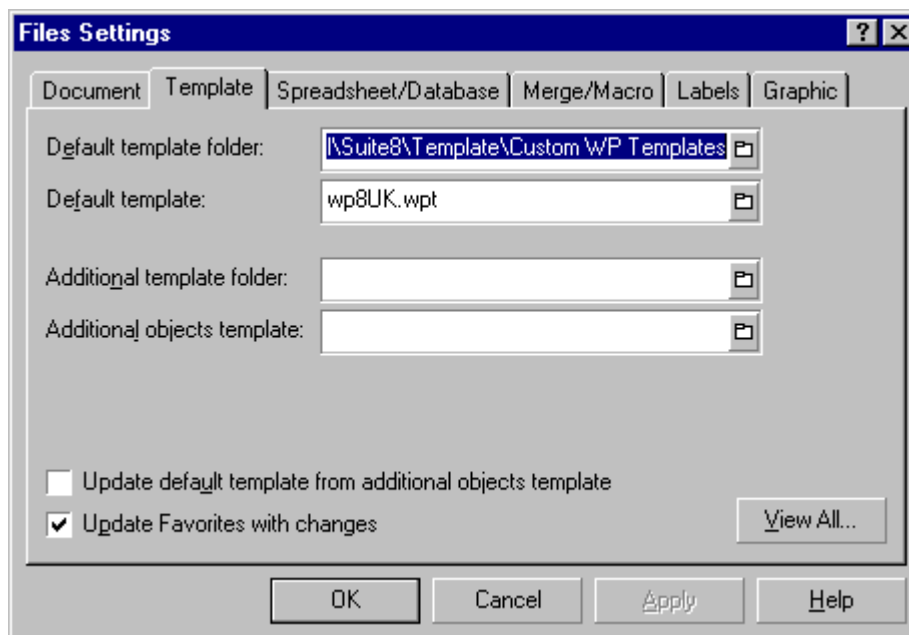 Files Settings
Document Template Spreadsheet/Database Merge/Macro Labels Graphic
Default template folder: l\Suite8\Template\Custom WP Templates
Default template: wp8UK.wpt
Additional template folder:
Additional objects template:
Update default template from additional objects template
Update Favorites with changes
View All...
OK Cancel Apply Help